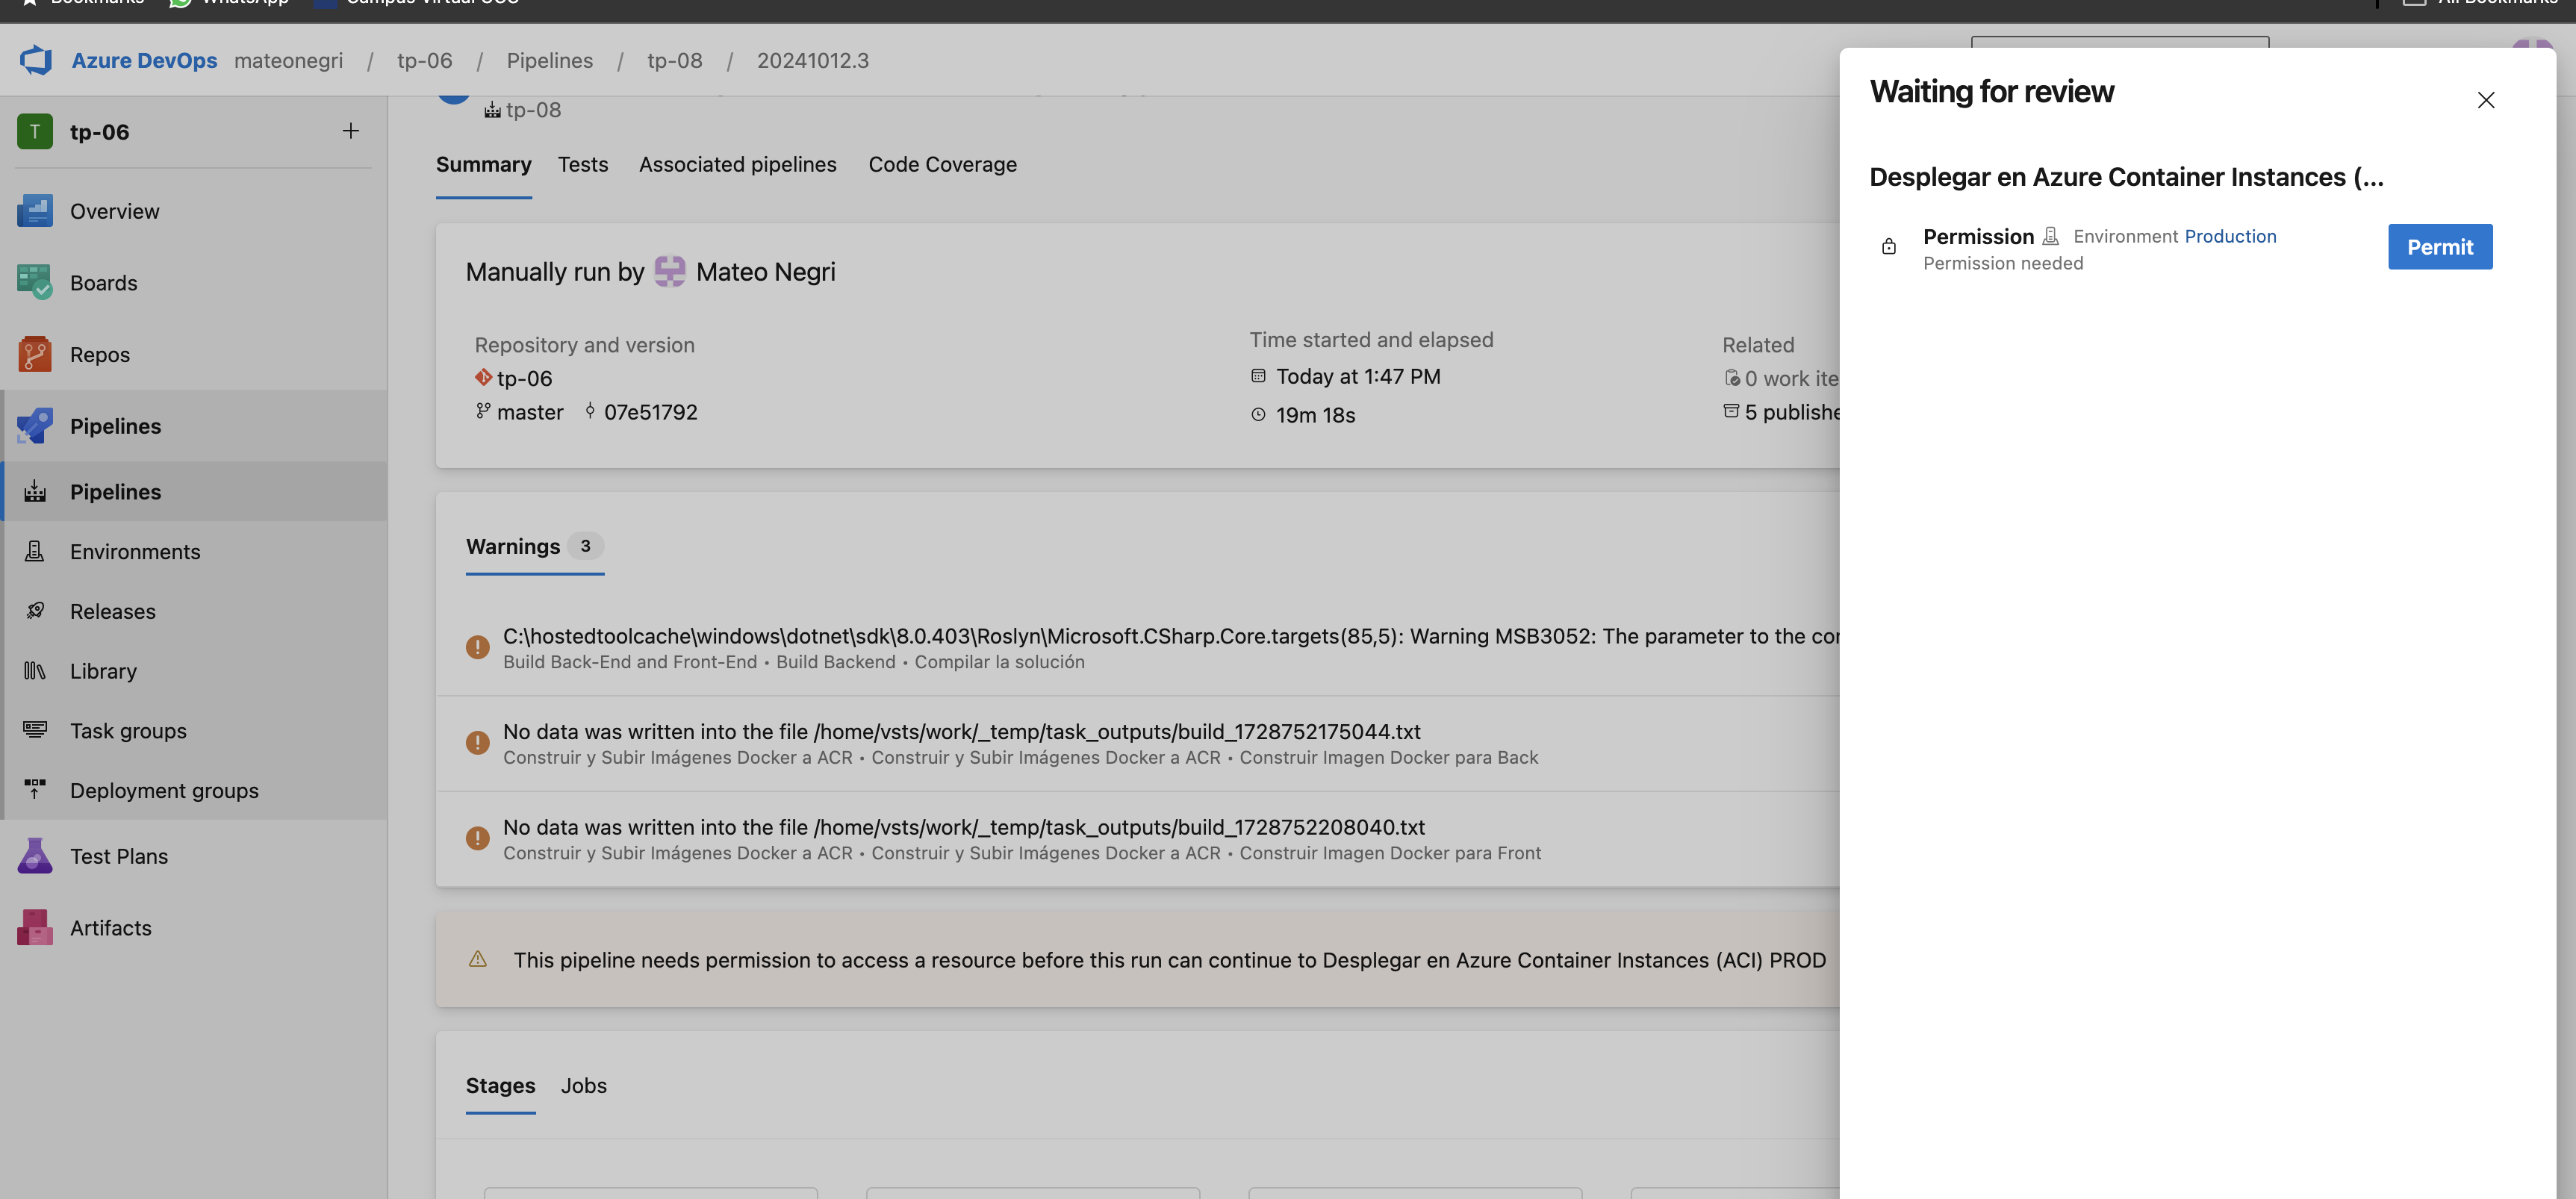 Bookmarks WhatsApp Campus Virtual UCC All Bookmarks
Azure DevOps mateonegri / tp-06 / Pipelines / tp-08 / 20241012.3
T tp-06
Overview
Boards
Repos
Pipelines
Pipelines
Environments
Releases
Library
Task groups
Deployment groups
Test Plans
Artifacts
tp-08
Summary Tests Associated pipelines Code Coverage
Manually run by Mateo Negri
Repository and version
tp-06
master 07e51792
Time started and elapsed
Today at 1:47 PM
19m 18s
Related
0 work ite
5 publishe
Warnings 3
C:\hostedtoolcache\windows\dotnet\sdk\8.0.403\Roslyn\Microsoft.CSharp.Core.targets(85,5): Warning MSB3052: The parameter to the cor
Build Back-End and Front-End • Build Backend • Compilar la solución
No data was written into the file /home/vsts/work/_temp/task_outputs/build_1728752175044.txt
Construir y Subir Imágenes Docker a ACR • Construir y Subir Imágenes Docker a ACR • Construir Imagen Docker para Back
No data was written into the file /home/vsts/work/_temp/task_outputs/build_1728752208040.txt
Construir y Subir Imágenes Docker a ACR • Construir y Subir Imágenes Docker a ACR • Construir Imagen Docker para Front
This pipeline needs permission to access a resource before this run can continue to Desplegar en Azure Container Instances (ACI) PROD
Stages Jobs
Waiting for review
Desplegar en Azure Container Instances (...
Permission Environment Production
Permission needed
Permit